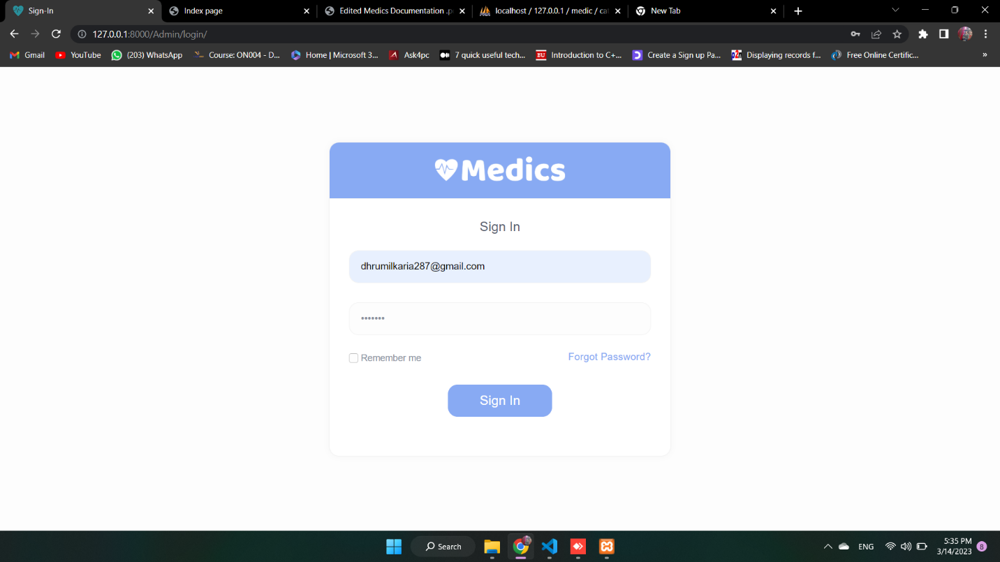 Sign-In
Index page
Edited Medics Documentation .p
localhost / 127.0.0.1 / medic / ca
New Tab
127.0.0.1:8000/Admin/login/
Gmail
YouTube
(203) WhatsApp
Course: ON004 - D...
Home | Microsoft 3...
Ask4pc
7 quick useful tech...
BU
Introduction to C+...
Create a Sign up Pa...
Displaying records f...
Free Online Certific...
»
Medics
Sign In
dhrumilkaria287@gmail.com
•••••••
Remember me
Forgot Password?
Sign In
Search
ENG
5:35 PM
3/14/2023
8